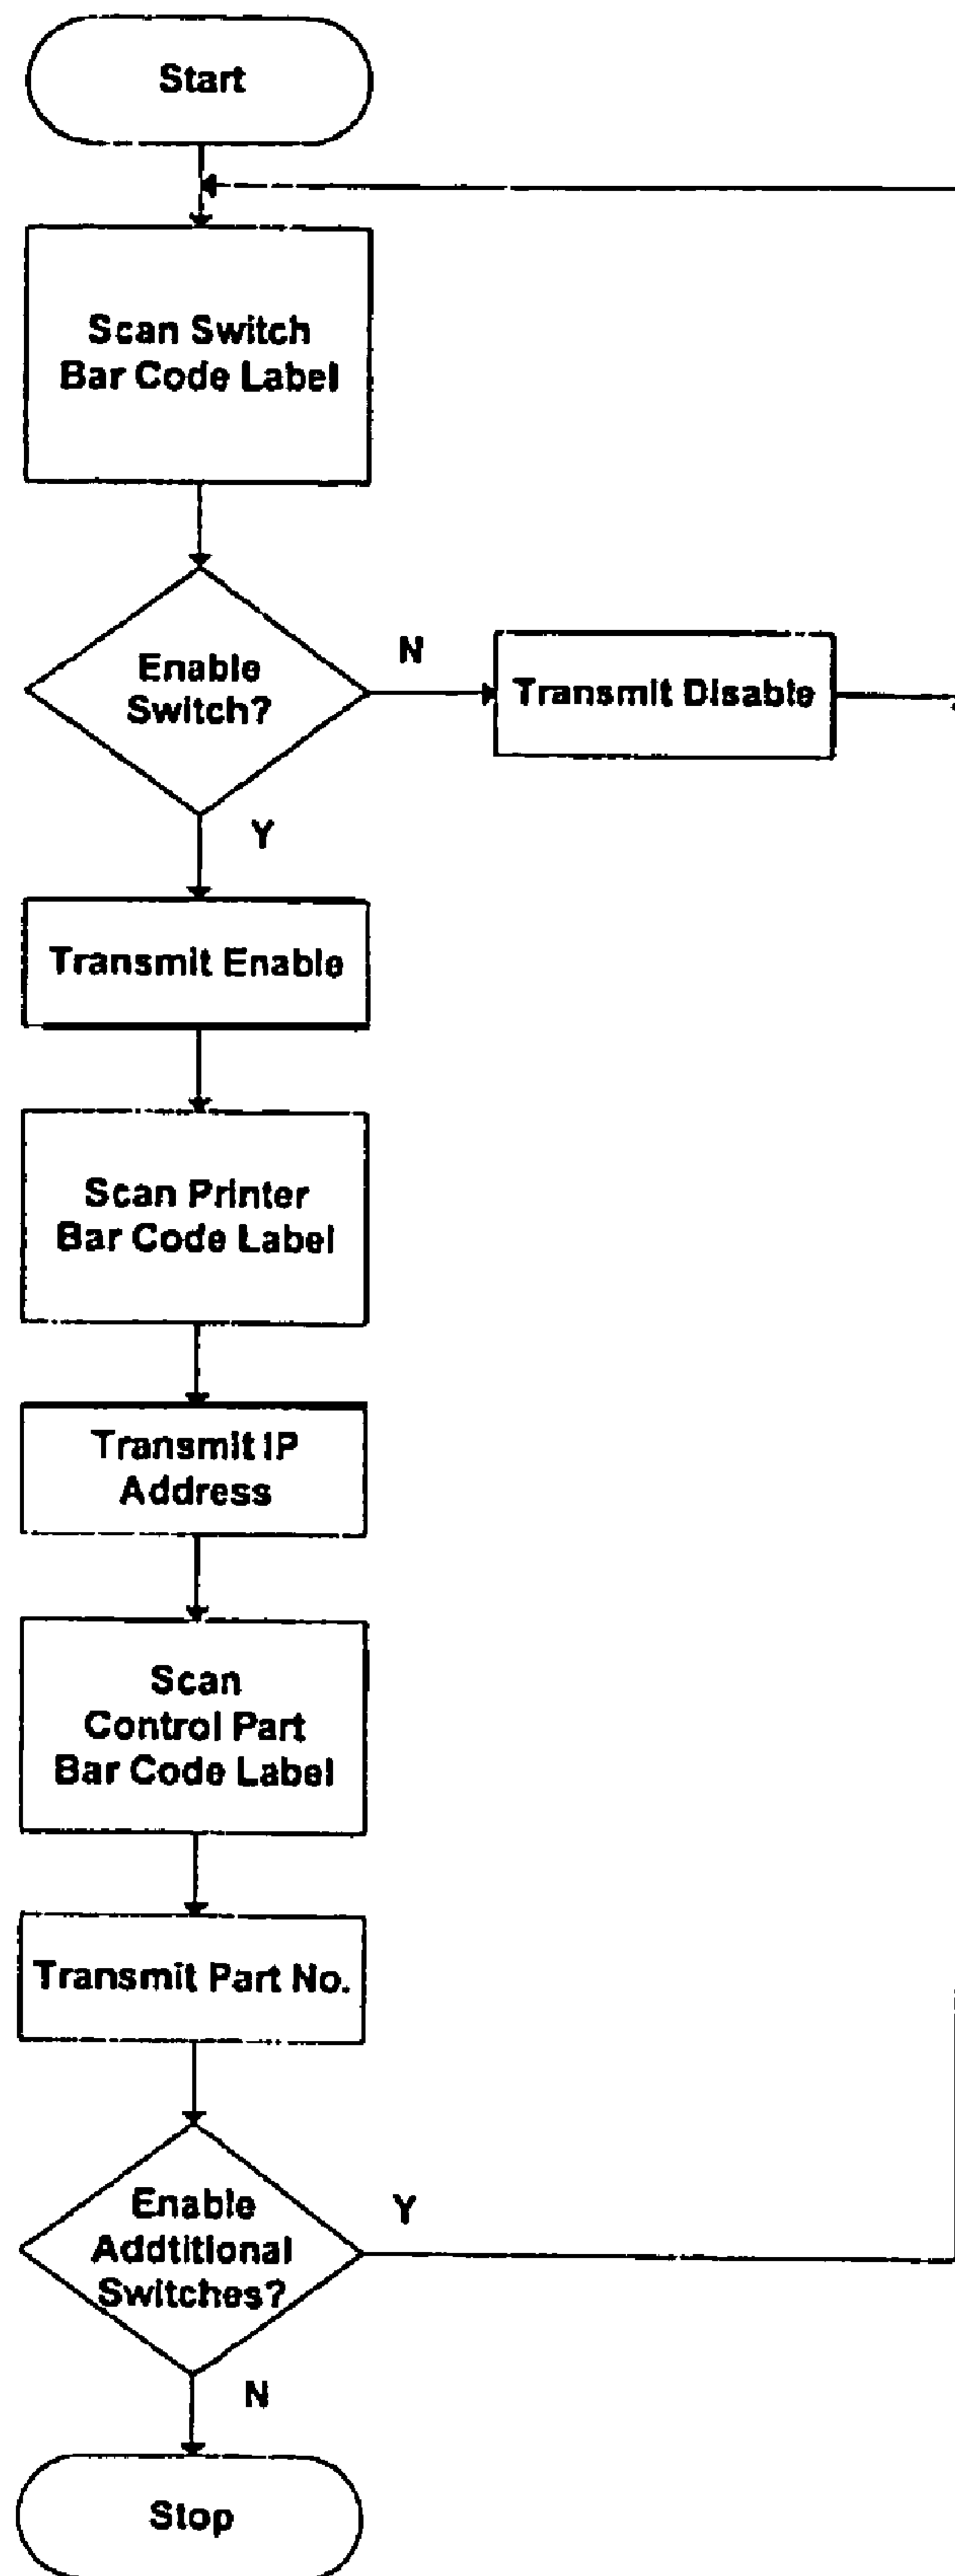 Start
Scan Switch
Bar Code Label
Enable
Switch?
N
Transmit Disable
Y
Transmit Enable
Scan Printer
Bar Code Label
Transmit IP
Address
Scan
Control Part
Bar Code Label
Transmit Part No.
Enable
Addtitional
Switches?
Y
N
Stop